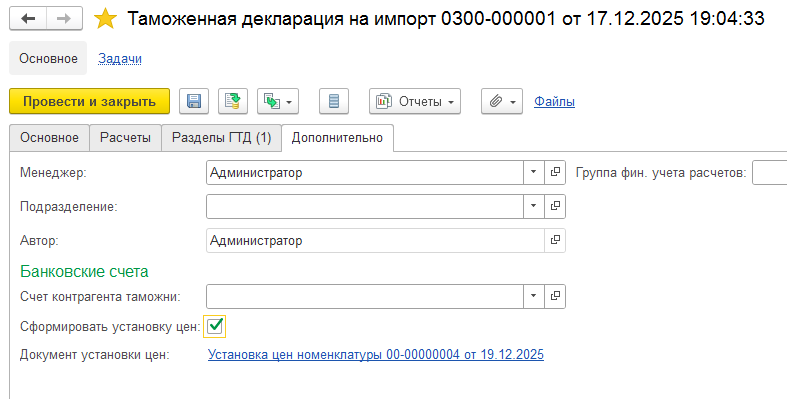 Таможенная декларация на импорт 0300-000001 от 17.12.2025 19:04:33
Основное Задачи
Провести и закрыть Отчеты Файлы
Основное Расчеты Разделы ГТД (1) Дополнительно
Менеджер: Администратор Группа фин. учета расчетов:
Подразделение:
Автор: Администратор
Банковские счета
Счет контрагента таможни:
Сформировать установку цен:
Документ установки цен: Установка цен номенклатуры 00-00000004 от 19.12.2025